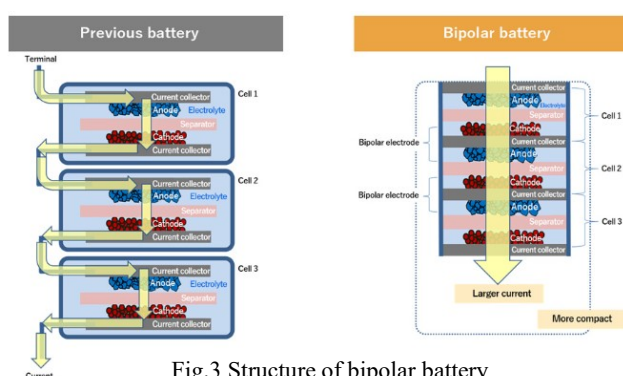 Previous battery
Terminal
Current collector
Cell 1
Anode
Electrolyte
Separator
Cathode
Current collector
Current collector
Cell 2
Anode
Electrolyte
Separator
Cathode
Current collector
Current collector
Cell 3
Anode
Electrolyte
Separator
Cathode
Current collector
Current
Bipolar battery
Current collector
Anode
Electrolyte
Separator
Cell 1
Cathode
Bipolar electrode
Current collector
Anode
Separator
Cell 2
Cathode
Bipolar electrode
Current collector
Anode
Separator
Cell 3
Cathode
Current collector
Larger current
More compact
Fig.3 Structure of bipolar battery